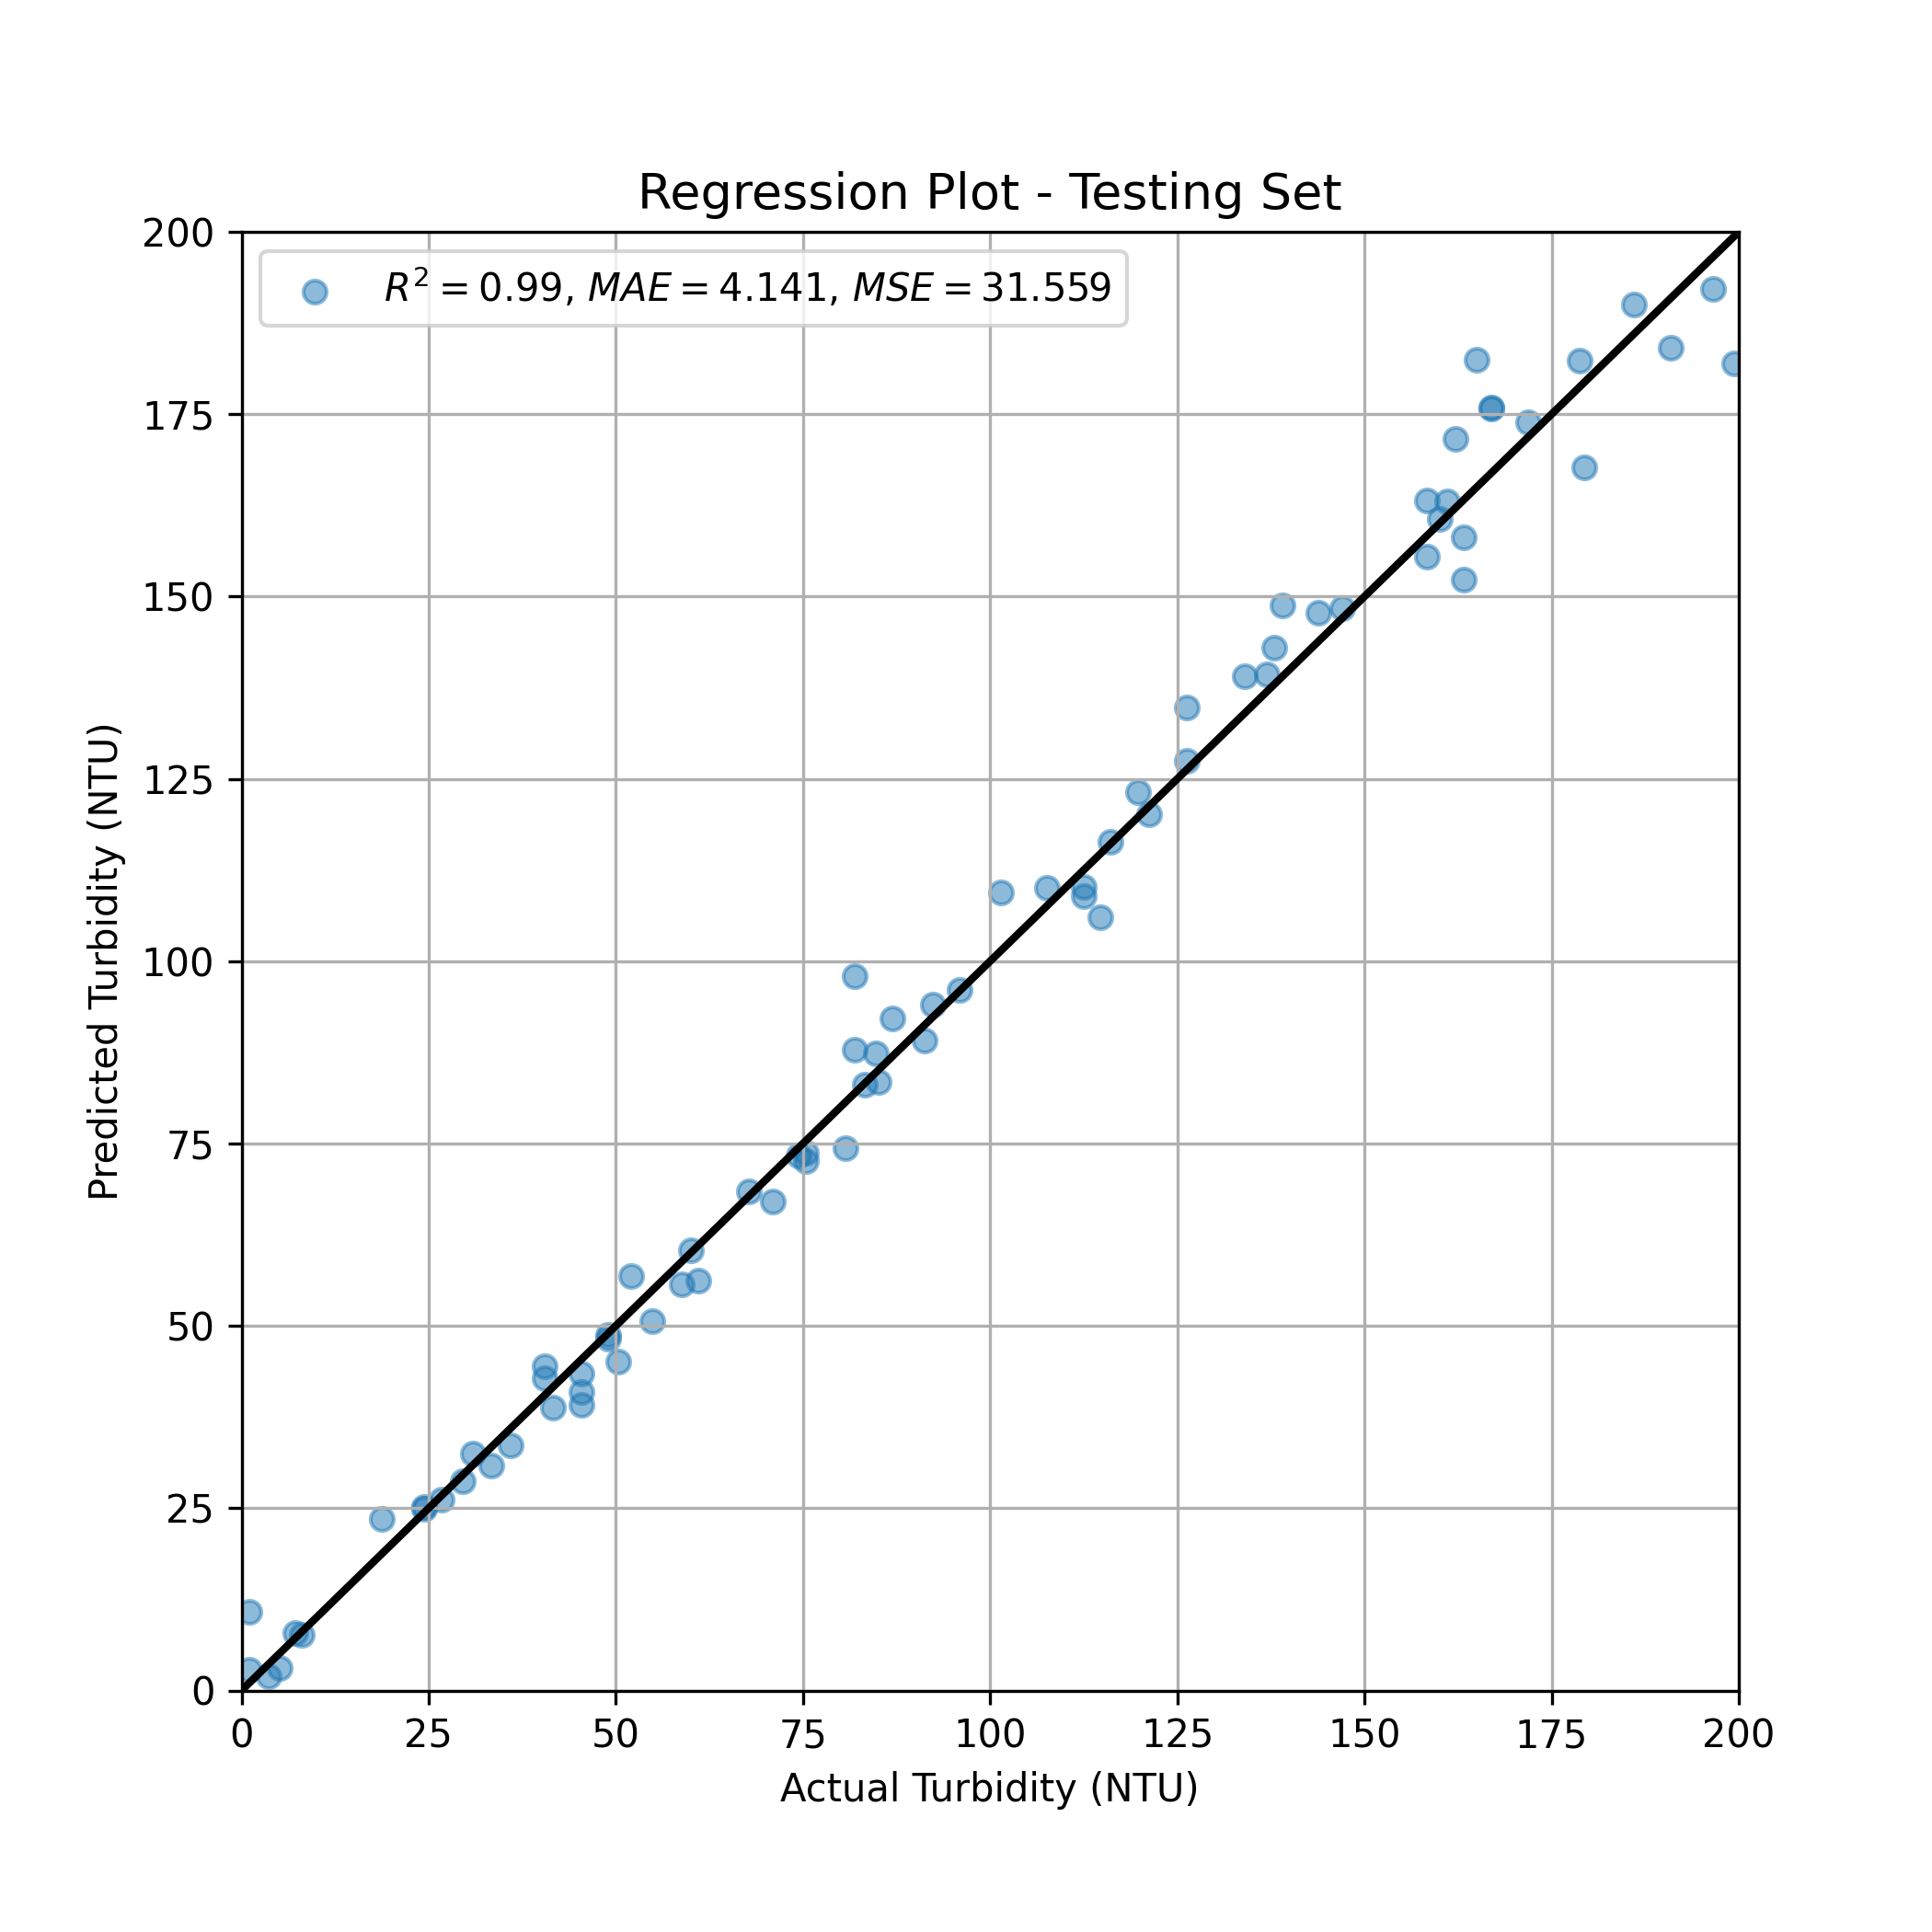 Regression Plot - Testing Set
R² = 0.99, MAE = 4.141, MSE = 31.559
200
175
150
125
100
75
50
25
0
Predicted Turbidity (NTU)
0 25 50 75 100 125 150 175 200
Actual Turbidity (NTU)